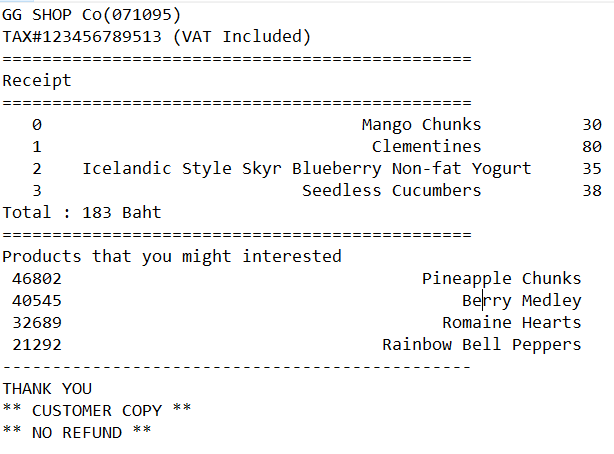 GG SHOP Co(071095)
TAX#123456789513 (VAT Included)
===============================================
Receipt
===============================================
0 Mango Chunks 30
1 Clementines 80
2 Icelandic Style Skyr Blueberry Non-fat Yogurt 35
3 Seedless Cucumbers 38
Total : 183 Baht
===============================================
Products that you might interested
46802 Pineapple Chunks
40545 Berry Medley
32689 Romaine Hearts
21292 Rainbow Bell Peppers
-----------------------------------------------
THANK YOU
** CUSTOMER COPY **
** NO REFUND **